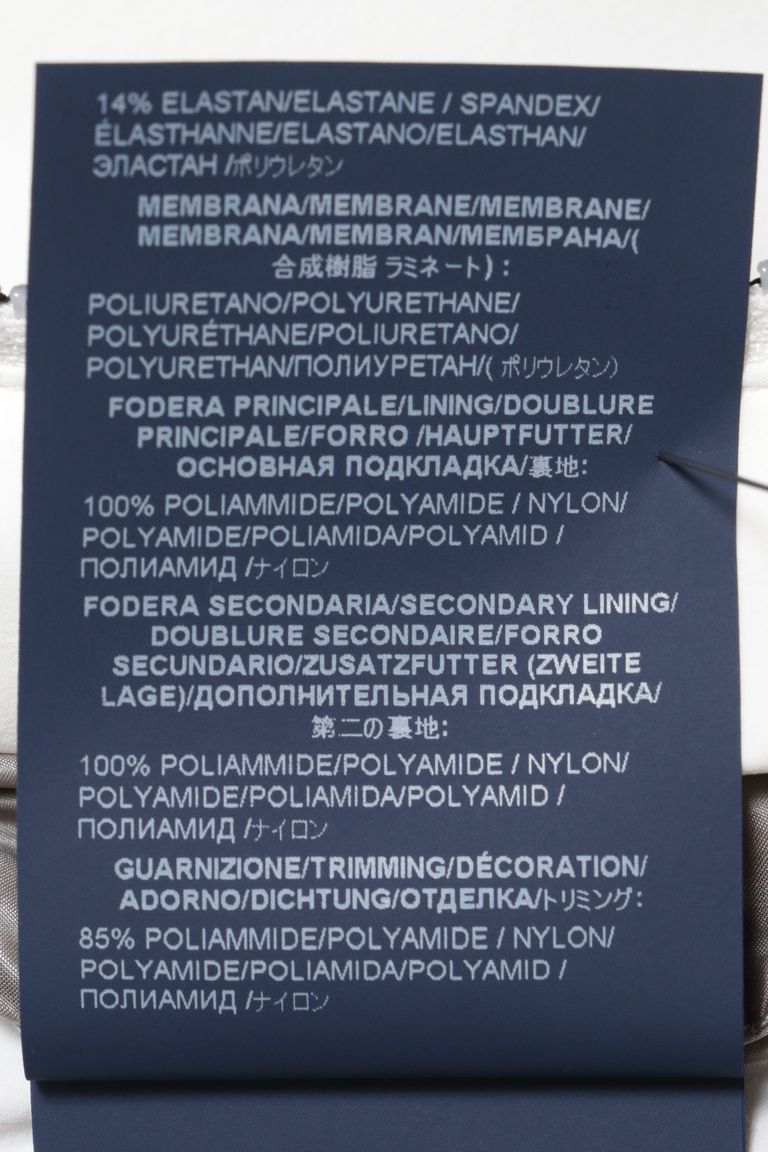 14% ELASTAN/ELASTANE / SPANDEX/
ÉLASTHANNE/ELASTANO/ELASTHAN/
ЭЛАСТАН /ポリウレタン
MEMBRANA/MEMBRANE/MEMBRANE/
MEMBRANA/MEMBRAN/МЕМБРАНА/(
合成樹脂 ラミネート) :
POLIURETANO/POLYURETHANE/
POLYURÉTHANE/POLIURETANO/
POLYURETHAN/ПОЛИУРЕТАН/( ポリウレタン)
FODERA PRINCIPALE/LINING/DOUBLURE
PRINCIPALE/FORRO /HAUPTFUTTER/
ОСНОВНАЯ ПОДКЛАДКА/裏地:
100% POLIAMMIDE/POLYAMIDE / NYLON/
POLYAMIDE/POLIAMIDA/POLYAMID /
ПОЛИАМИД /ナイロン
FODERA SECONDARIA/SECONDARY LINING/
DOUBLURE SECONDAIRE/FORRO
SECUNDARIO/ZUSATZFUTTER (ZWEITE
LAGE)/ДОПОЛНИТЕЛЬНАЯ ПОДКЛАДКА/
第二の裏地:
100% POLIAMMIDE/POLYAMIDE / NYLON/
POLYAMIDE/POLIAMIDA/POLYAMID /
ПОЛИАМИД /ナイロン
GUARNIZIONE/TRIMMING/DÉCORATION/
ADORNO/DICHTUNG/ОТДЕЛКА/トリミング:
85% POLIAMMIDE/POLYAMIDE / NYLON/
POLYAMIDE/POLIAMIDA/POLYAMID /
ПОЛИАМИД /ナイロン